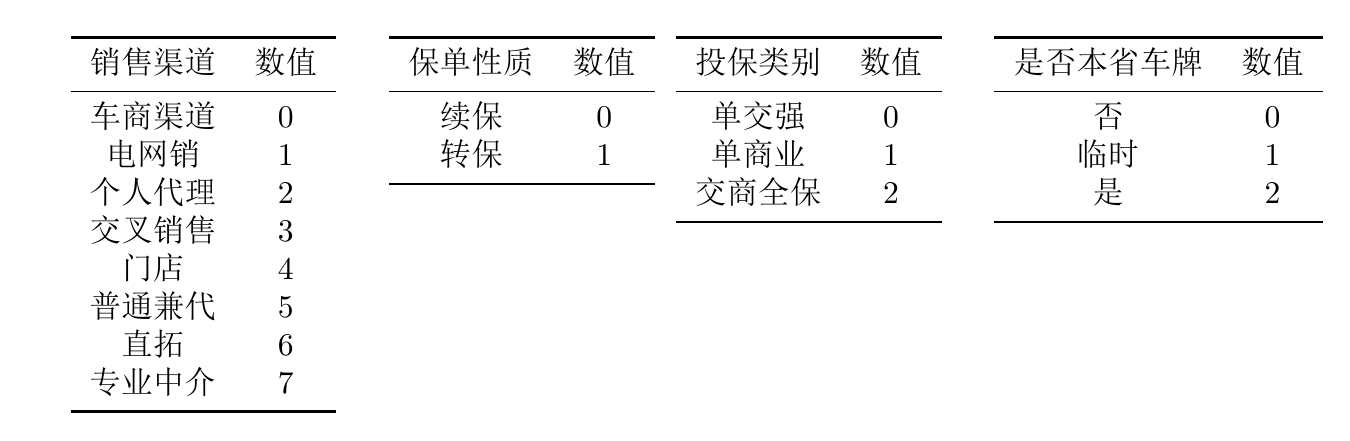 销售渠道 数值
车商渠道 0
电网销 1
个人代理 2
交叉销售 3
门店 4
普通兼代 5
直拓 6
专业中介 7
保单性质 数值
续保 0
转保 1
投保类别 数值
单交强 0
单商业 1
交商全保 2
是否本省车牌 数值
否 0
临时 1
是 2